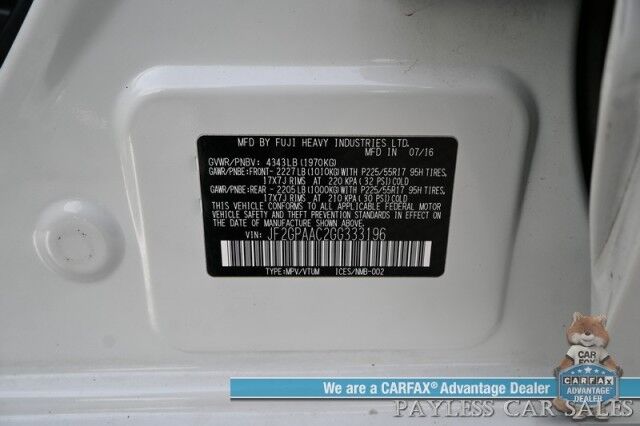 MFD BY FUJI HEAVY INDUSTRIES LTD.
MADE IN 07/16
GVWR/PNBV: 4343LB(1970KG)
GAWR/PNBE:FRONT- 2227LB(1010KG)WITH P225/55R17 95H TIRES,
17X7J RIMS AT 220 KPA( 32 PSI)COLD
GAWR/PNBE:REAR - 2205LB(1000KG)WITH P225/55R17 95H TIRES,
17X7J RIMS AT 210 KPA( 30 PSI)COLD
THIS VEHICLE CONFORMS TO ALL APPLICABLE
FEDERAL MOTOR VEHICLE SAFETY STANDARDS
IN EFFECT ON THE DATE OF MANUFACTURE
SHOWN ABOVE.
VIN: JF2GPAAC2GG333196
TYPE:MPV/VTUM ICES/NMB-002
CAR
FOX
CARFAX
ADVANTAGE
DEALER
We are a CARFAX® Advantage Dealer
PAYLESS CAR SALES